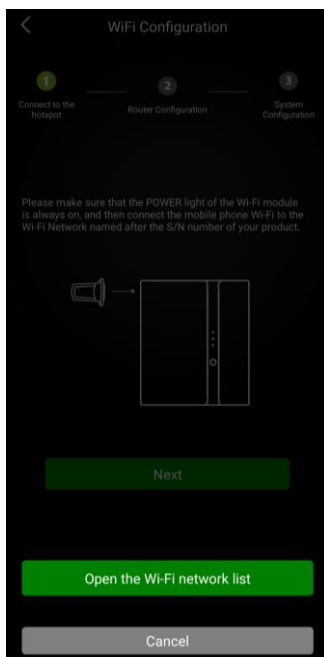 WiFi Configuration
1
2
3
Connect to the
hotspot
Router Configuration
System
Configuration
Please make sure that the POWER light of the Wi-Fi module
is always on, and then connect the mobile phone Wi-Fi to the
Wi-Fi Network named after the S/N number of your product.
Next
Open the Wi-Fi network list
Cancel